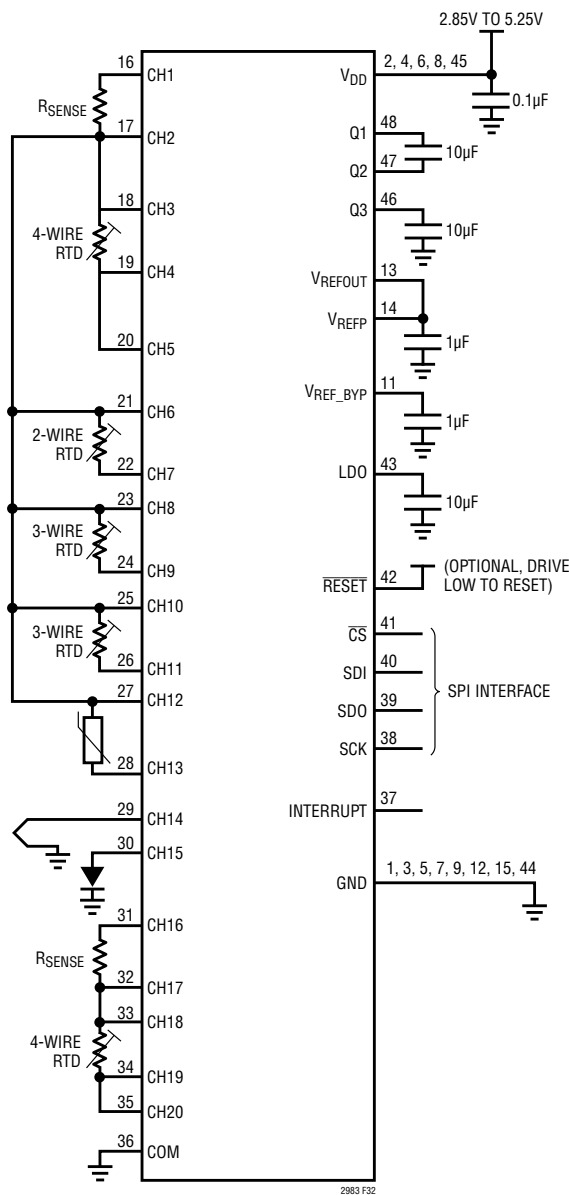 2.85V TO 5.25V
16 CH1
RSENSE
17 CH2
18 CH3
4-WIRE
RTD
19 CH4
20 CH5
21 CH6
2-WIRE
RTD
22 CH7
23 CH8
3-WIRE
RTD
24 CH9
25 CH10
3-WIRE
RTD
26 CH11
27 CH12
28 CH13
29 CH14
30 CH15
31 CH16
RSENSE
32 CH17
33 CH18
4-WIRE
RTD
34 CH19
35 CH20
36 COM
VDD 2, 4, 6, 8, 45
0.1µF
Q1 48
10µF
Q2 47
Q3 46
10µF
VREFOUT 13
VREFP 14
1µF
VREF_BYP 11
1µF
LDO 43
10µF
RESET 42
(OPTIONAL, DRIVE
LOW TO RESET)
CS 41
SDI 40
SPI INTERFACE
SDO 39
SCK 38
INTERRUPT 37
GND 1, 3, 5, 7, 9, 12, 15, 44
2983 F32